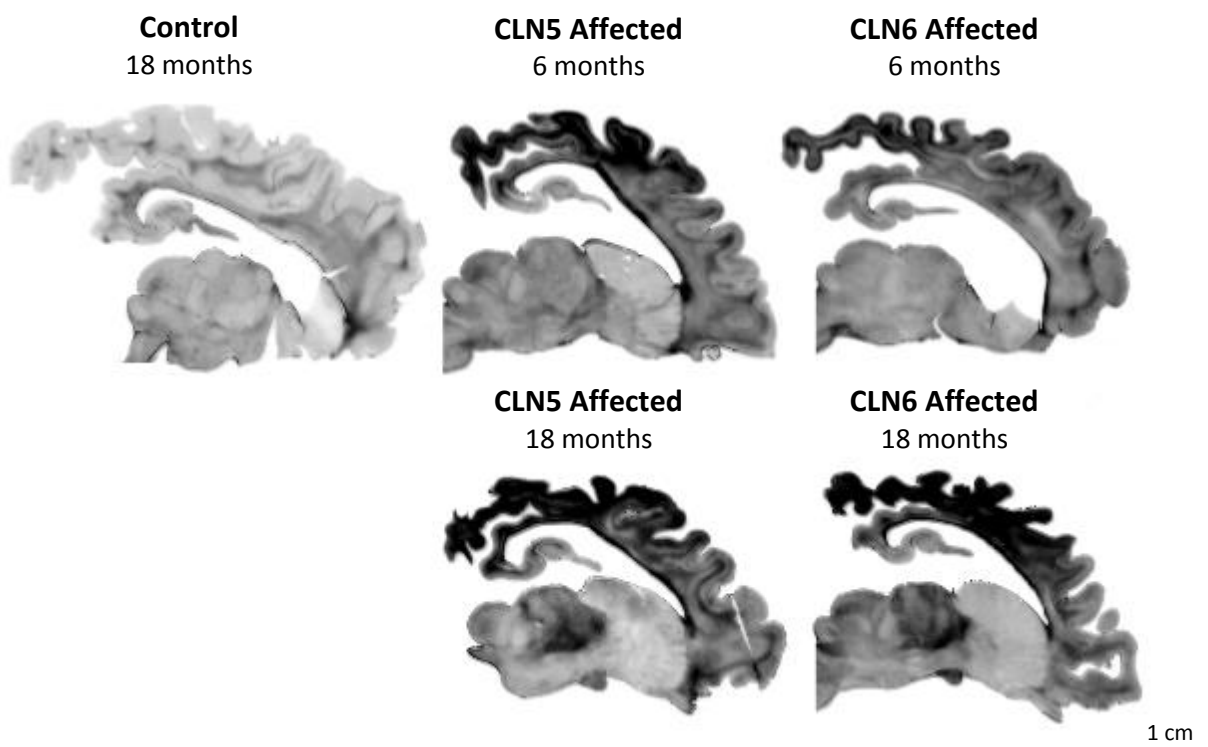 Control
18 months
CLN5 Affected
6 months
CLN6 Affected
6 months
CLN5 Affected
18 months
CLN6 Affected
18 months
1 cm